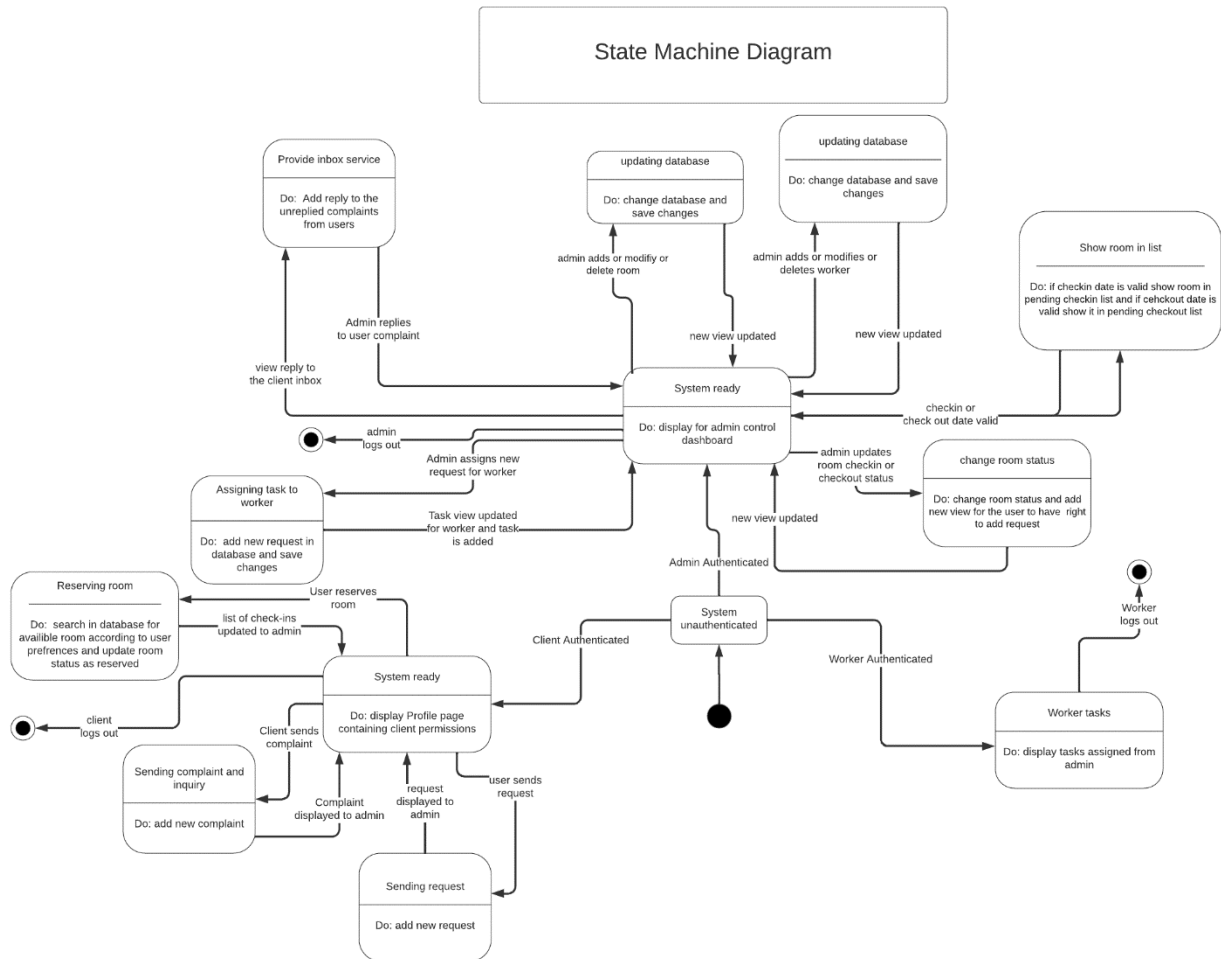 State Machine Diagram
Provide inbox service
Do:  Add reply to the
unreplied complaints
from users
updating database
Do: change database and
save changes
updating database
Do: change database and save
changes
Show room in list
Do: if checkin date is valid show room in
pending checkin list and if cehckout date is
valid show it in pending checkout list
admin adds or modifiy or
delete room
admin adds or modifies or
deletes worker
Admin replies
to user complaint
new view updated
new view updated
view reply to
the client inbox
System ready
Do: display for admin control
dashboard
checkin or
check out date valid
admin
logs out
Admin assigns new
request for worker
admin updates
room checkin or
checkout status
change room status
Do: change room status and add
new view for the user to have  right
to add request
Assigning task to
worker
Do:  add new request in
database and save
changes
Task view updated
for worker and task
is added
new view updated
Admin Authenticated
Reserving room
Do:  search in database for
availible room according to user
prefrences and update room
status as reserved
User reserves
room
list of check-ins
updated to admin
System
unauthenticated
Client Authenticated
Worker Authenticated
Worker
logs out
System ready
Do: display Profile page
containing client permissions
client
logs out
Client sends
complaint
Worker tasks
Do: display tasks assigned from
admin
Sending complaint and
inquiry
Do: add new complaint
Complaint
displayed to admin
request
displayed to
admin
user sends
request
Sending request
Do: add new request